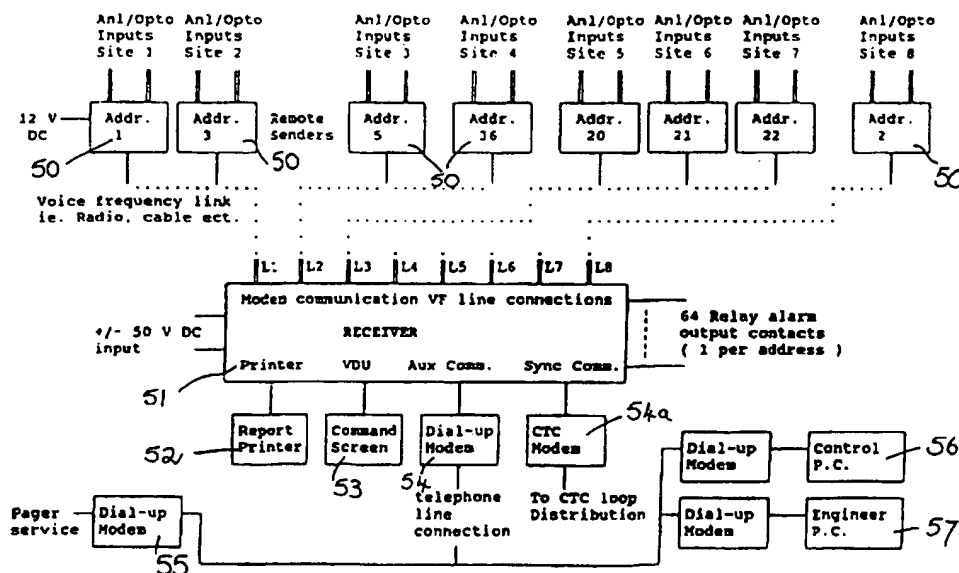 Anl/Opto Anl/Opto Anl/Opto Anl/Opto Anl/Opto Anl/Opto Anl/Opto Anl/Opto
Inputs Inputs Inputs Inputs Inputs Inputs Inputs Inputs
Site 1 Site 2 Site 3 Site 4 Site 5 Site 6 Site 7 Site 8
12 V DC
Addr. 1
Addr. 3
Remote Senders
Addr. 5
Addr. 36
Addr. 20
Addr. 21
Addr. 22
Addr. 2
50 50 50 50
Voice frequency link
ie. Radio, cable ect.
L1 L2 L3 L4 L5 L6 L7 L8
Modem communication VF line connections
+/- 50 V DC
input
RECEIVER
64 Relay alarm
output contacts
( 1 per address )
Printer VDU Aux Comm. Sync Comm.
51
Report
Printer
52
Command
Screen
53
Dial-up
Modem
54
CTC
Modem
54a
telephone
line
connection
To CTC loop
Distribution
Dial-up
Modem
Control
P.C.
56
Dial-up
Modem
Engineer
P.C.
57
Pager
service
Dial-up
Modem
55